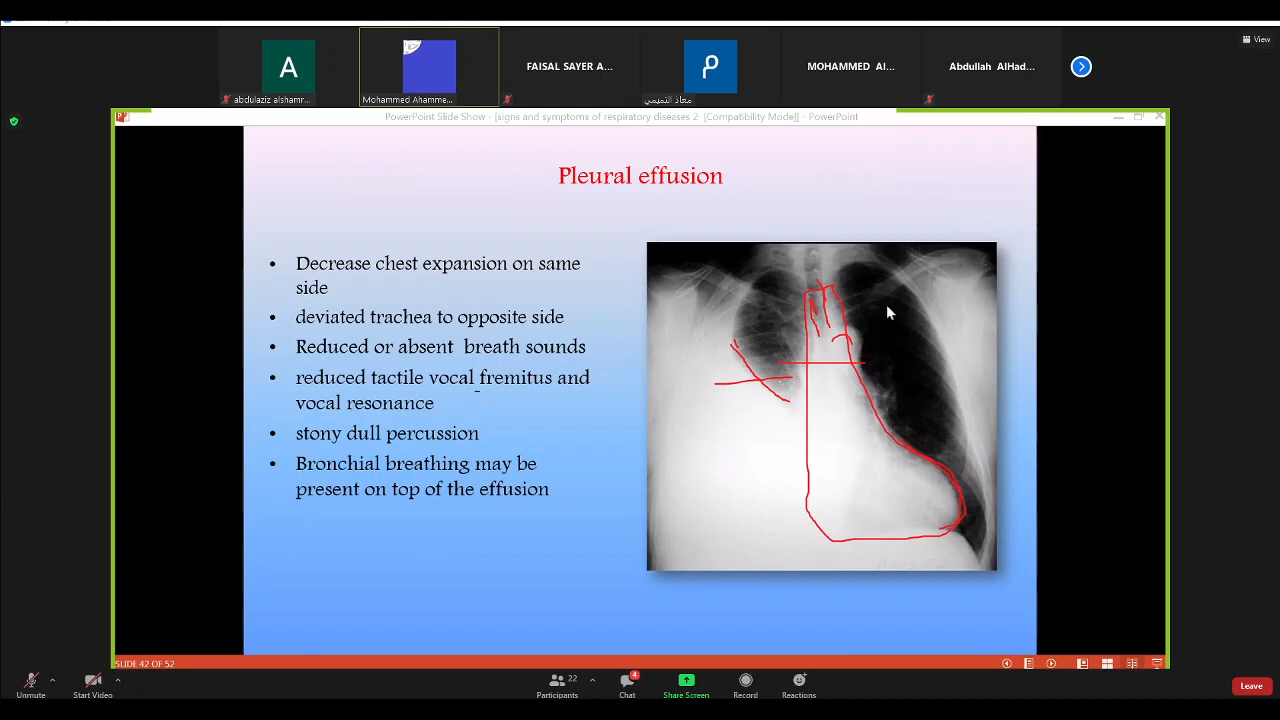 View
A
م
FAISAL SAYER A...
MOHAMMED Al...
Abdullah AlHad...
abdulaziz alshamr...
Mohammed Ahamme...
معاذ التميمي
PowerPoint Slide Show - [signs and symptoms of respiratory diseases 2 [Compatibility Mode]] - PowerPoint
Pleural effusion
• Decrease chest expansion on same
side
• deviated trachea to opposite side
• Reduced or absent breath sounds
• reduced tactile vocal fremitus and
vocal resonance
• stony dull percussion
• Bronchial breathing may be
present on top of the effusion
SLIDE 42 OF 52
22
4
Unmute
Start Video
Participants
Chat
Share Screen
Record
Reactions
Leave